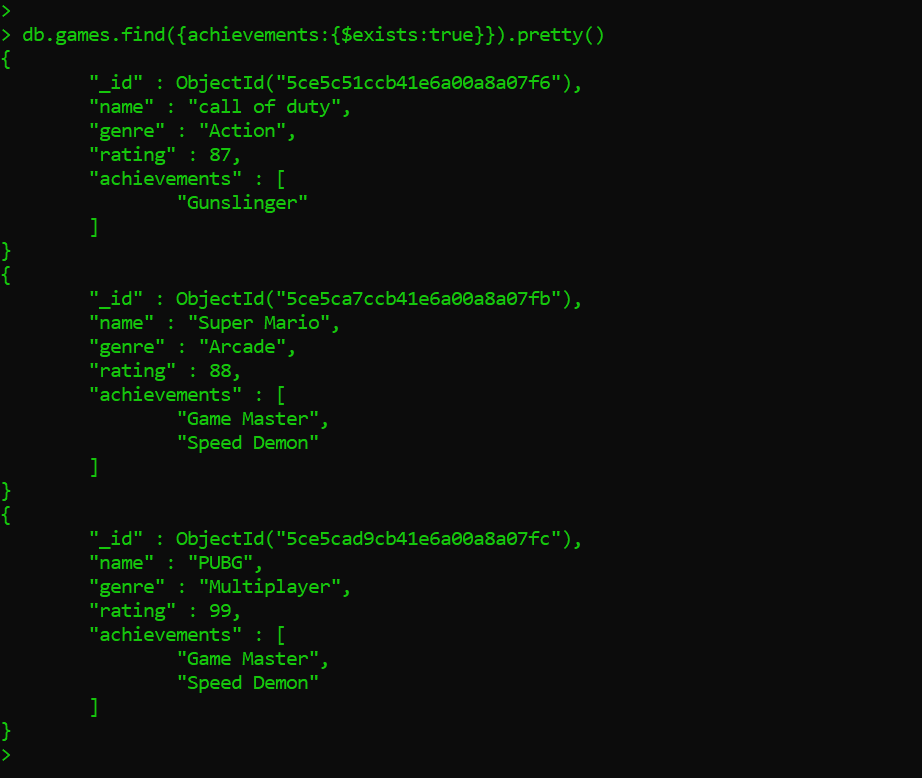 >
> db.games.find({achievements:{$exists:true}}).pretty()
{
        "_id" : ObjectId("5ce5c51ccb41e6a00a8a07f6"),
        "name" : "call of duty",
        "genre" : "Action",
        "rating" : 87,
        "achievements" : [
                "Gunslinger"
        ]
}
{
        "_id" : ObjectId("5ce5ca7ccb41e6a00a8a07fb"),
        "name" : "Super Mario",
        "genre" : "Arcade",
        "rating" : 88,
        "achievements" : [
                "Game Master",
                "Speed Demon"
        ]
}
{
        "_id" : ObjectId("5ce5cad9cb41e6a00a8a07fc"),
        "name" : "PUBG",
        "genre" : "Multiplayer",
        "rating" : 99,
        "achievements" : [
                "Game Master",
                "Speed Demon"
        ]
}
>